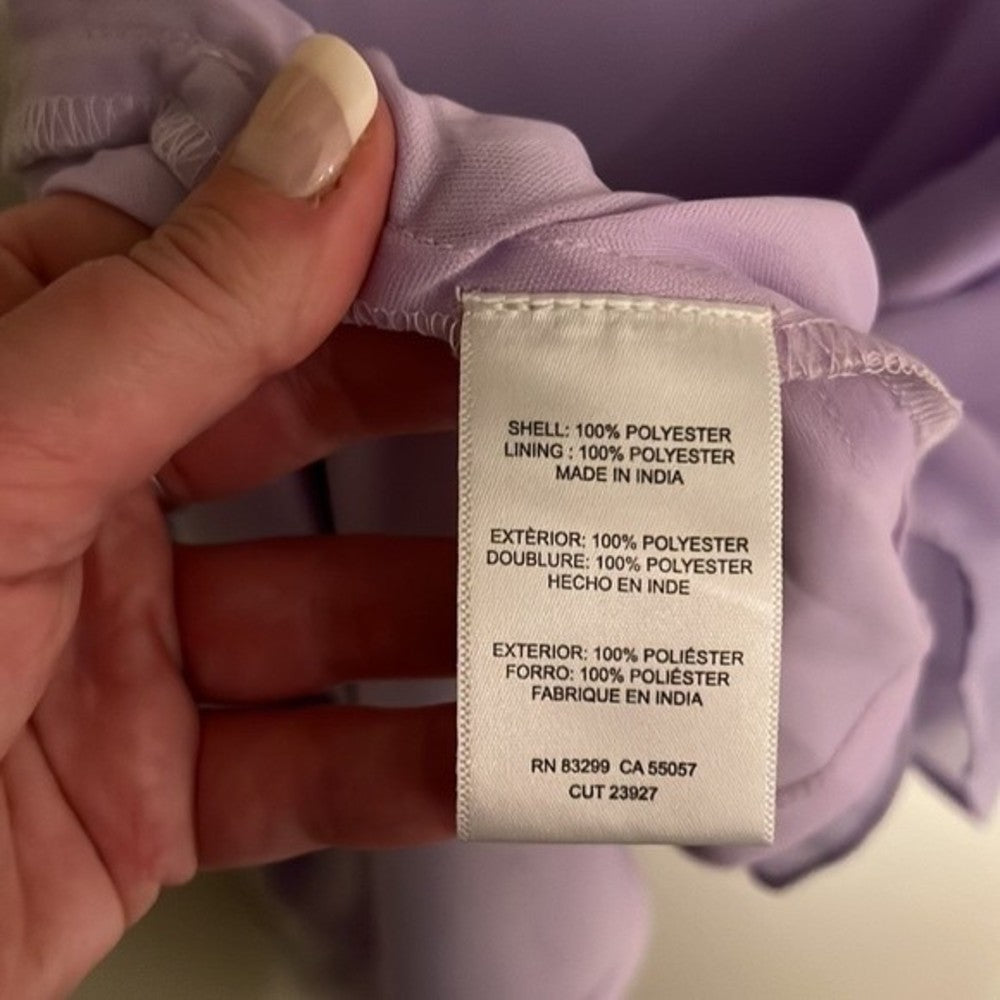 SHELL: 100% POLYESTER
LINING : 100% POLYESTER
MADE IN INDIA
EXTÈRIOR: 100% POLYESTER
DOUBLURE: 100% POLYESTER
HECHO EN INDE
EXTERIOR: 100% POLIÉSTER
FORRO: 100% POLIÉSTER
FABRIQUE EN INDIA
RN 83299 CA 55057
CUT 23927